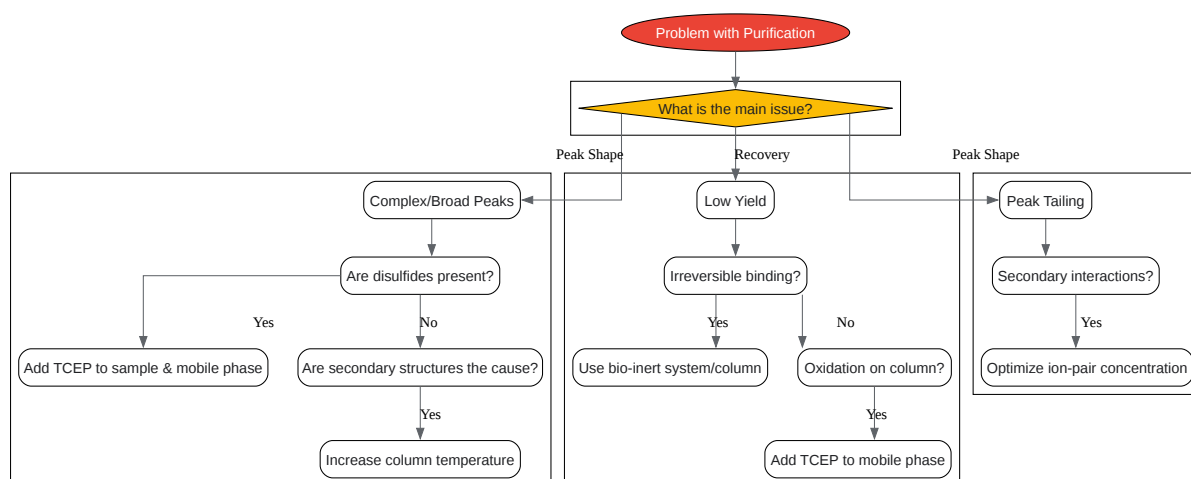 Problem with Purification
What is the main issue?
Peak Shape
Recovery
Peak Shape
Complex/Broad Peaks
Low Yield
Peak Tailing
Are disulfides present?
Irreversible binding?
Secondary interactions?
Yes
No
Yes
No
Yes
Add TCEP to sample & mobile phase
Are secondary structures the cause?
Use bio-inert system/column
Oxidation on column?
Optimize ion-pair concentration
Yes
Yes
Increase column temperature
Add TCEP to mobile phase